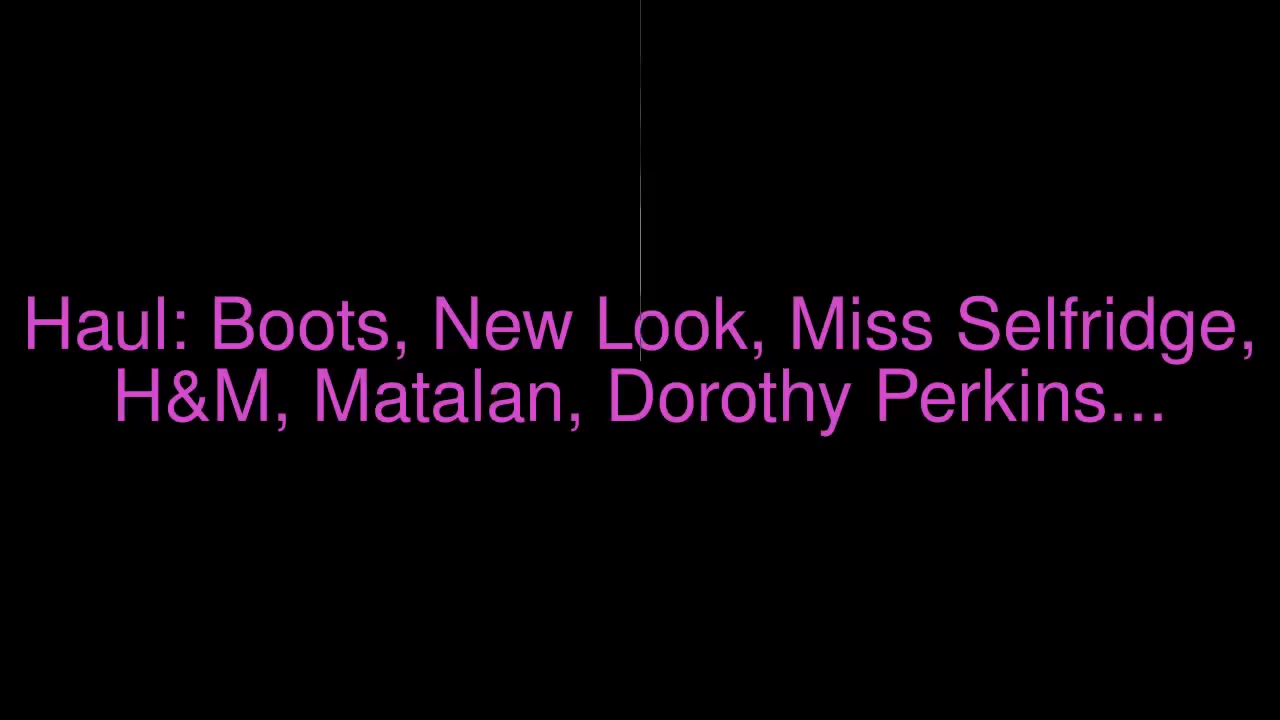 Haul: Boots, New Look, Miss Selfridge,
H&M, Matalan, Dorothy Perkins...